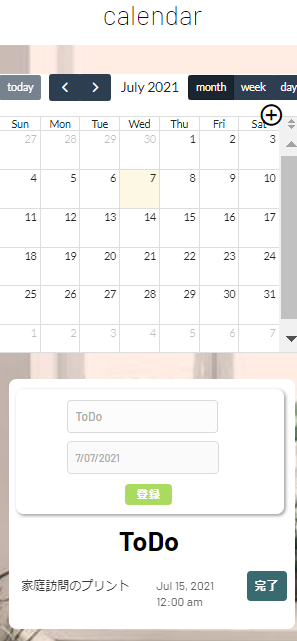 calendar
today July 2021 month week day
Sun Mon Tue Wed Thu Fri Sat
27 28 29 30 1 2 3
4 5 6 7 8 9 10
11 12 13 14 15 16 17
18 19 20 21 22 23 24
25 26 27 28 29 30 31
1 2 3 4 5 6 7
ToDo
7/07/2021
登録
ToDo
家庭訪問のプリント Jul 15, 2021 完了
12:00 am